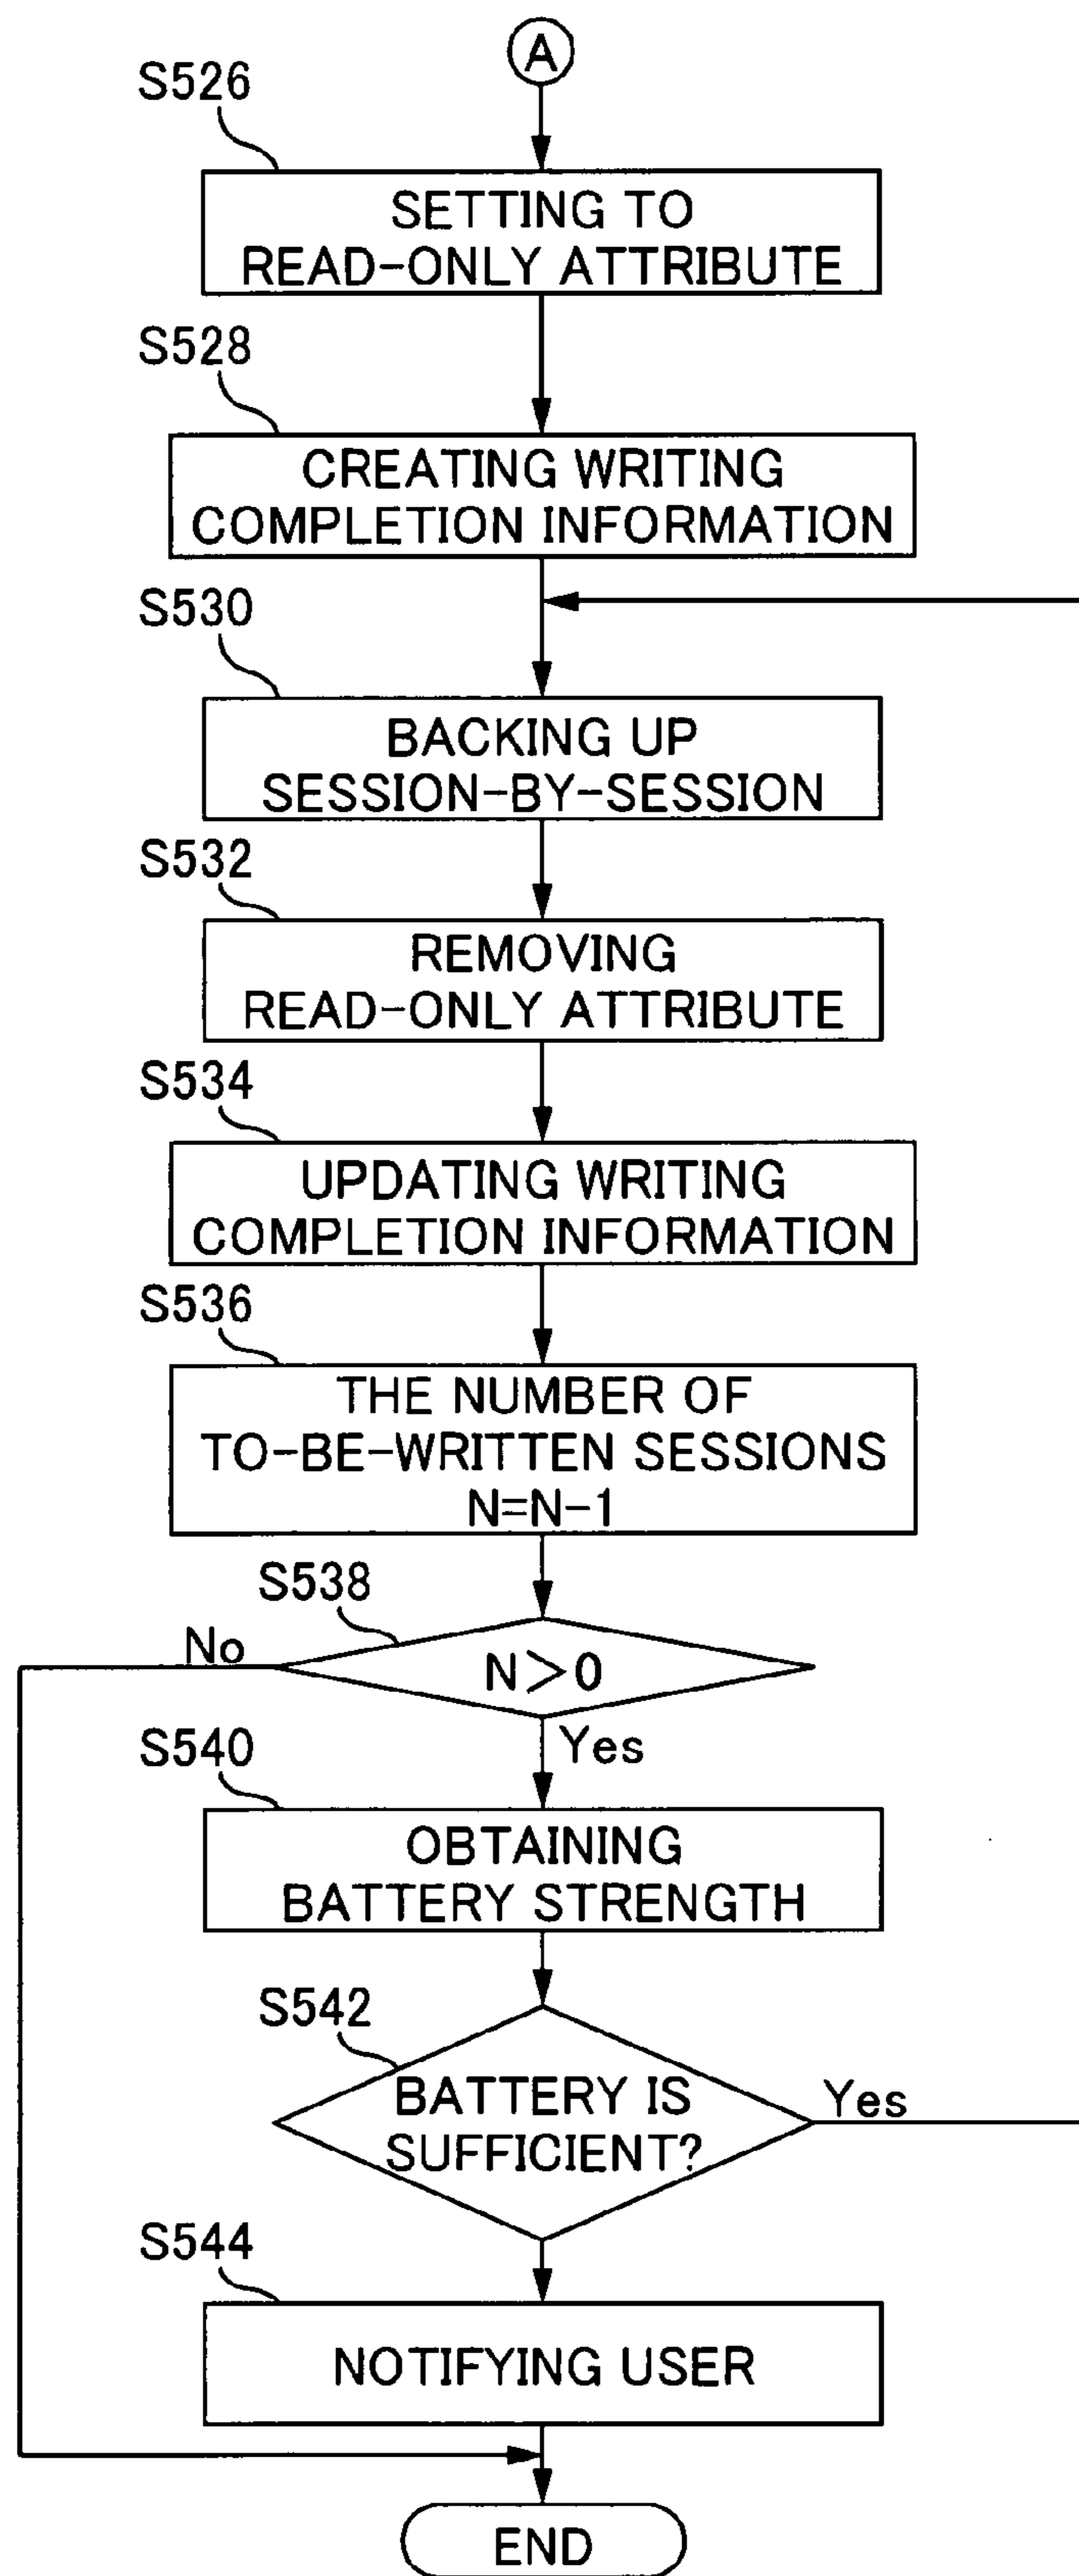 A
S526
SETTING TO
READ-ONLY ATTRIBUTE
S528
CREATING WRITING
COMPLETION INFORMATION
S530
BACKING UP
SESSION-BY-SESSION
S532
REMOVING
READ-ONLY ATTRIBUTE
S534
UPDATING WRITING
COMPLETION INFORMATION
S536
THE NUMBER OF
TO-BE-WRITTEN SESSIONS
N=N-1
S538
No
N>0
Yes
S540
OBTAINING
BATTERY STRENGTH
S542
BATTERY IS
SUFFICIENT?
Yes
S544
NOTIFYING USER
END